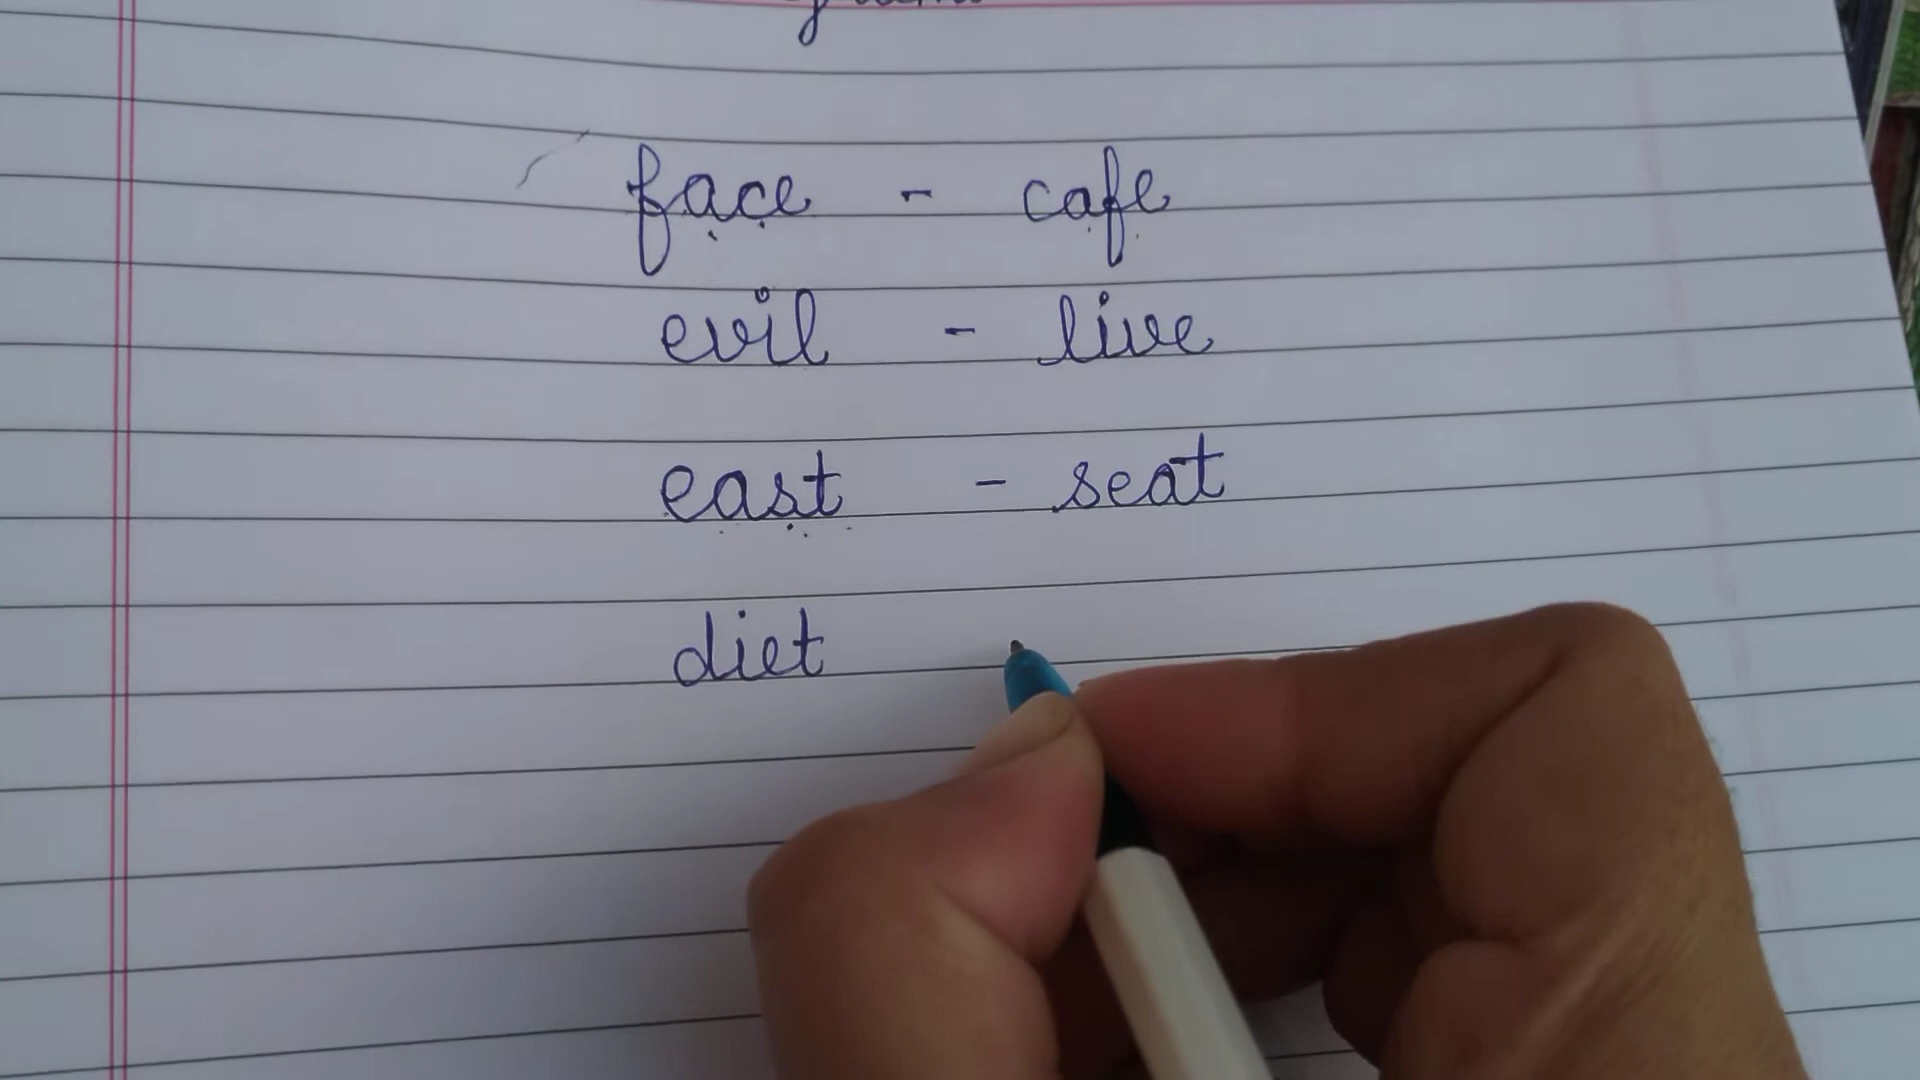 face - cafe
evil - live
east - seat
diet